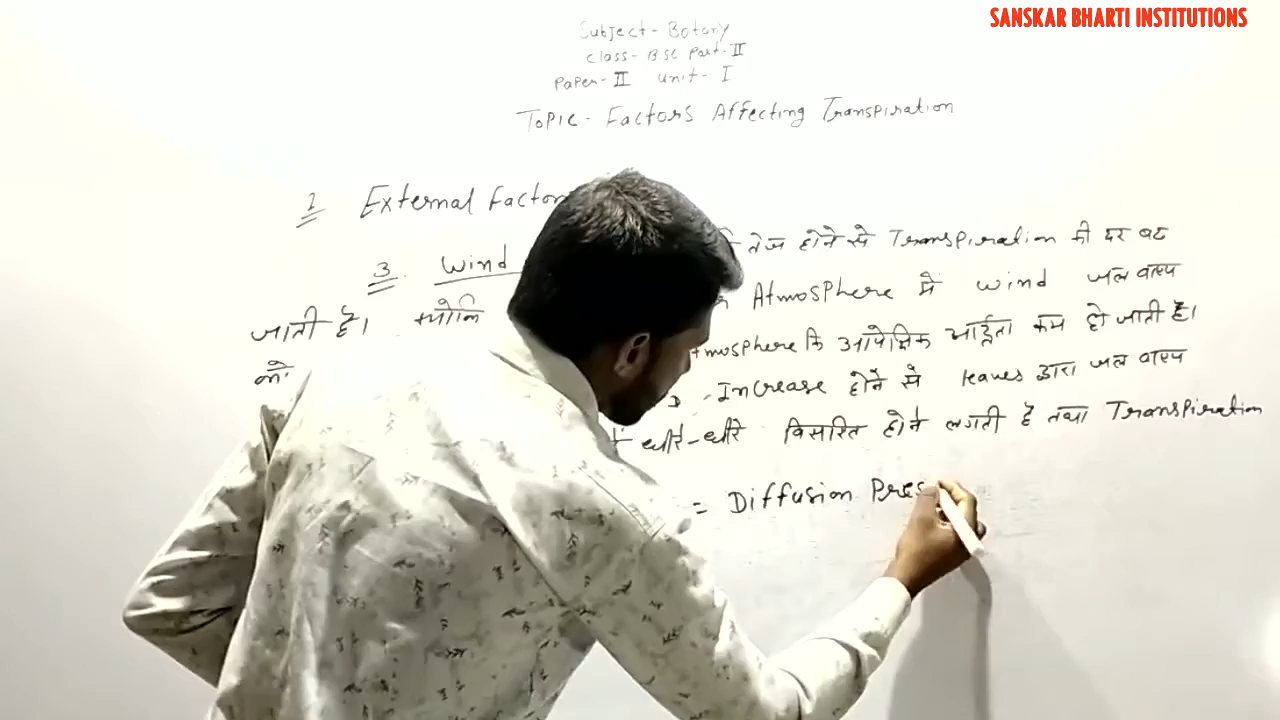 SANSKAR BHARTI INSTITUTIONS
Subject - Botany
Class - BSC Part - II
Paper - II Unit - I
Topic - Factors Affecting Transpiration
1 External Factor
3. Wind तेज होने से Transpiration की दर बढ
जाती है। क्योकि Atmosphere मे wind जल वाष्प
को tmosphere कि आपेक्षिक आर्द्रता कम हो जाती है।
Increase होने से leaves द्वारा जल वाष्प
धीरे-धीरे विसरित होने लगती है तथा Transpiration
= Diffusion Pres